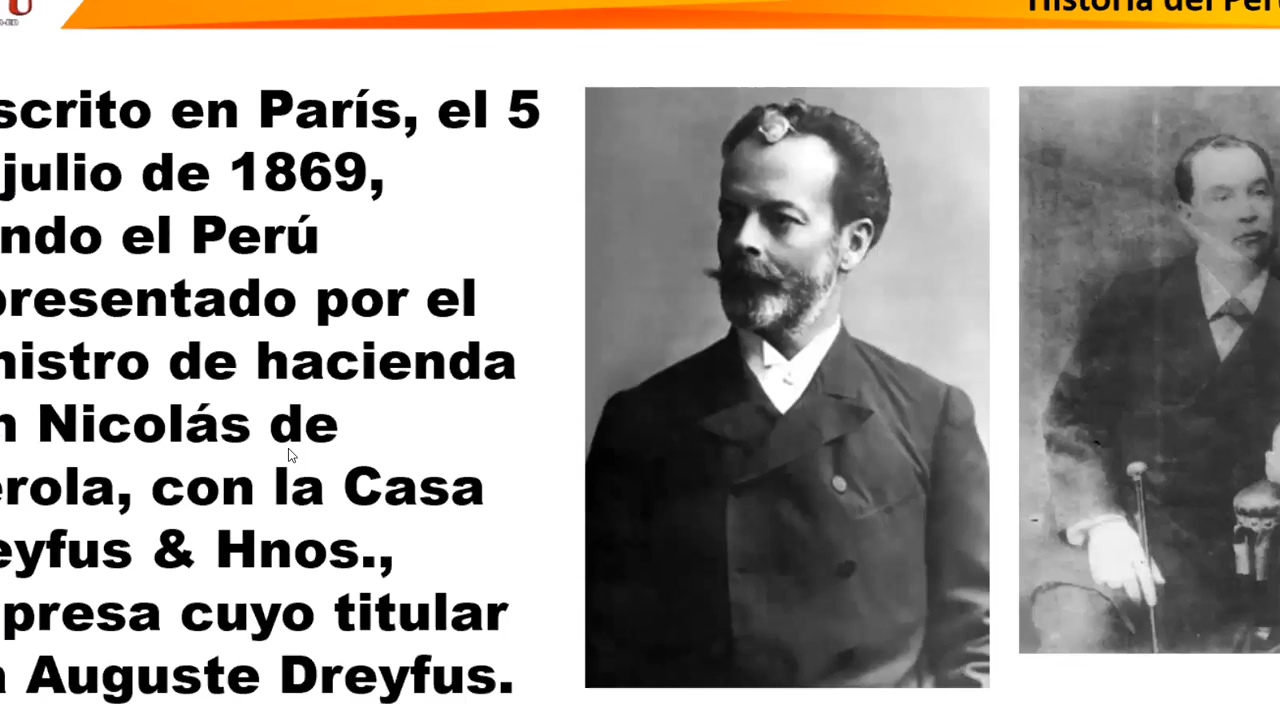 Historia del Perú
scrito en París, el 5
julio de 1869,
ndo el Perú
presentado por el
nistro de hacienda
n Nicolás de
erola, con la Casa
eyfus & Hnos.,
presa cuyo titular
a Auguste Dreyfus.